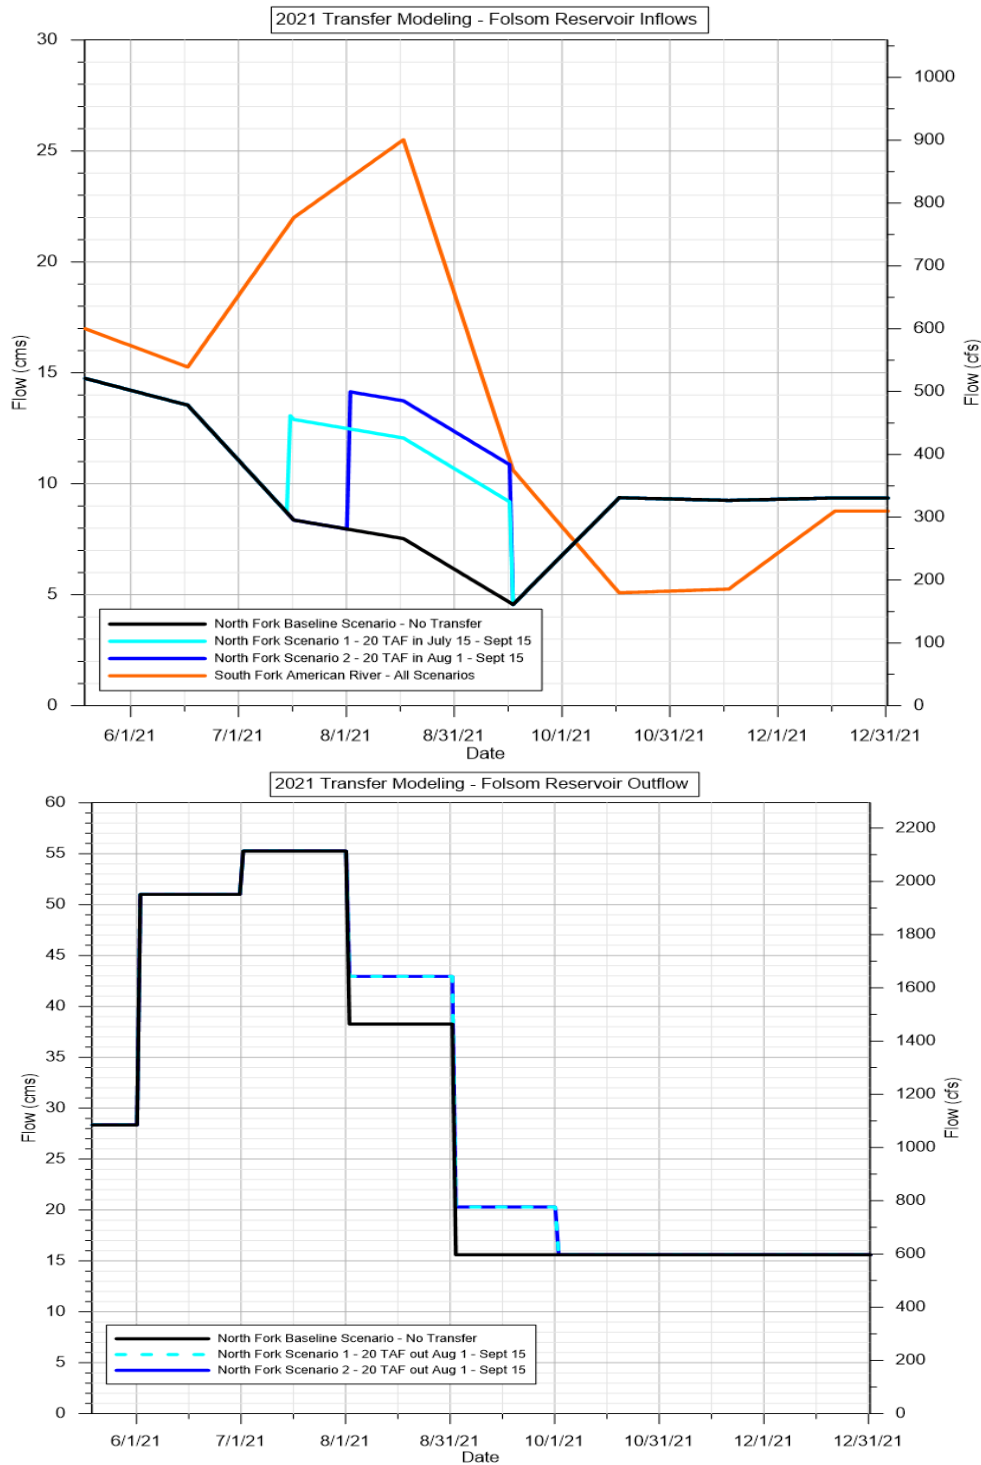 2021 Transfer Modeling - Folsom Reservoir Inflows
30
25
20
15
10
5
0
1000
900
800
700
600
500
400
300
200
100
0
Flow (cms)
Flow (cfs)
North Fork Baseline Scenario - No Transfer
North Fork Scenario 1 - 20 TAF in July 15 - Sept 15
North Fork Scenario 2 - 20 TAF in Aug 1 - Sept 15
South Fork American River - All Scenarios
6/1/21 7/1/21 8/1/21 8/31/21 10/1/21 10/31/21 12/1/21 12/31/21
Date
2021 Transfer Modeling - Folsom Reservoir Outflow
60
55
50
45
40
35
30
25
20
15
10
5
0
2200
2000
1800
1600
1400
1200
1000
800
600
400
200
0
Flow (cms)
Flow (cfs)
North Fork Baseline Scenario - No Transfer
North Fork Scenario 1 - 20 TAF out Aug 1 - Sept 15
North Fork Scenario 2 - 20 TAF out Aug 1 - Sept 15
6/1/21 7/1/21 8/1/21 8/31/21 10/1/21 10/31/21 12/1/21 12/31/21
Date